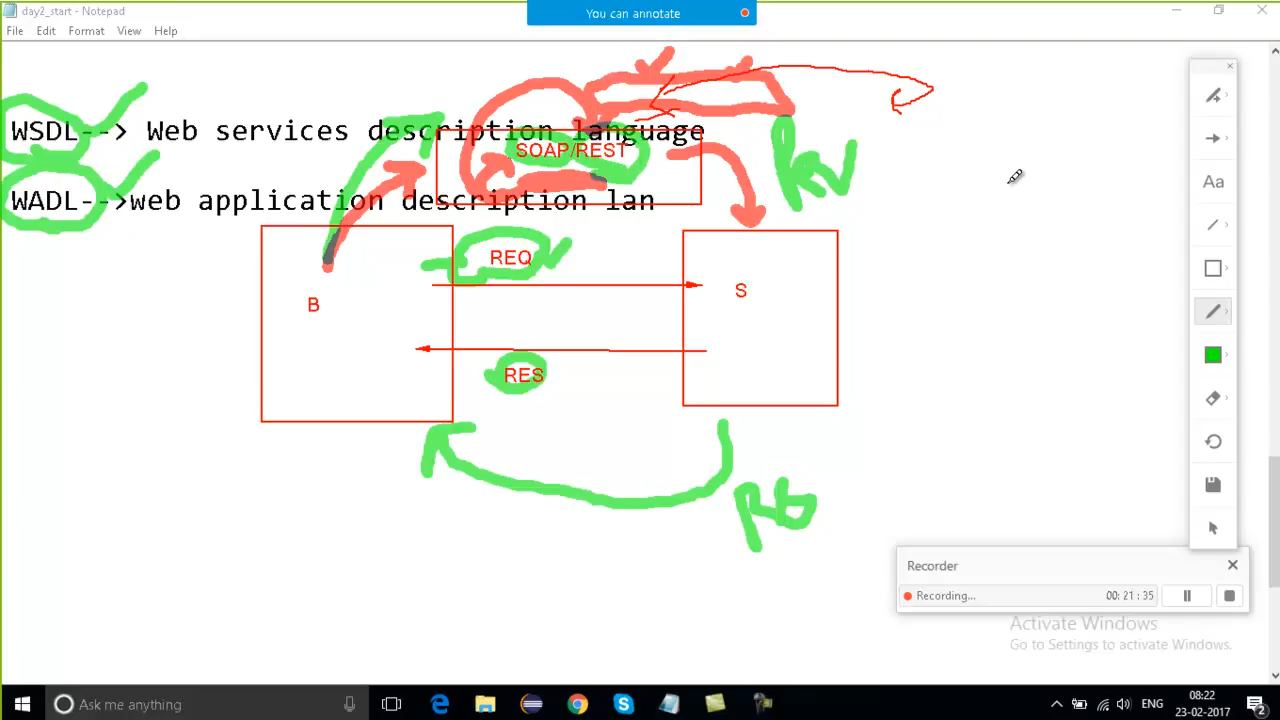 day2_start - Notepad
You can annotate
File Edit Format View Help
WSDL--> Web services description language
SOAP/REST
WADL-->web application description lan
REQ
B
S
RES
Aa
Recorder
Recording... 00:21:35
Activate Windows
Go to Settings to activate Windows.
Ask me anything
ENG
08:22
23-02-2017
2